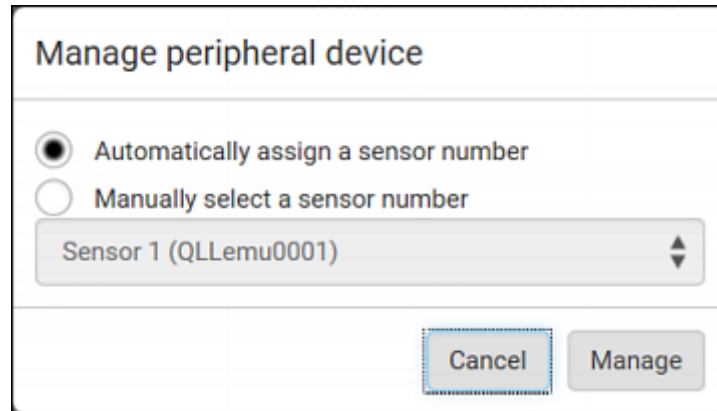 Manage peripheral device
Automatically assign a sensor number
Manually select a sensor number
Sensor 1 (QLLemu0001)
Cancel Manage